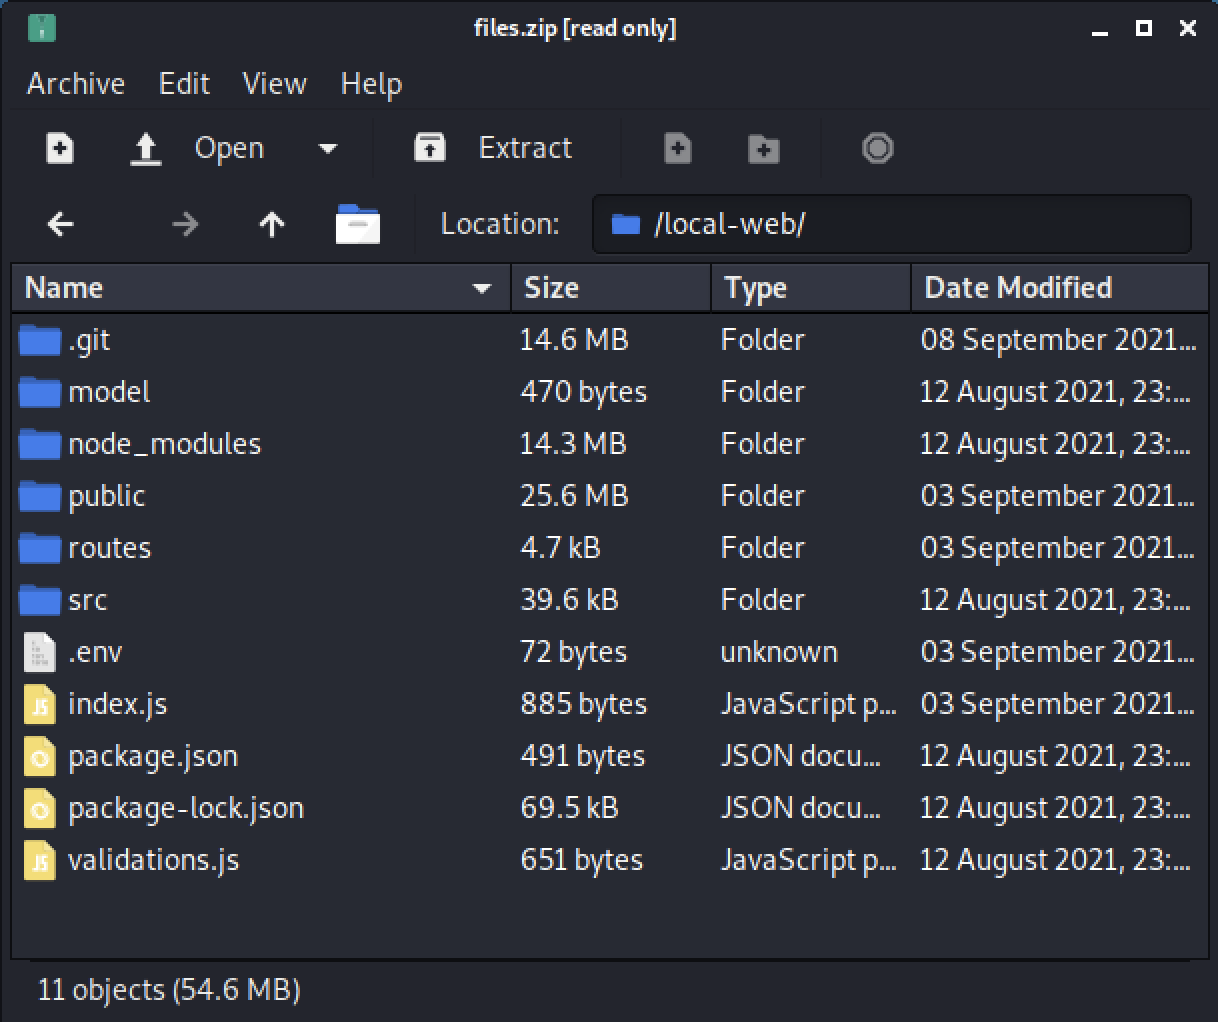 files.zip [read only]
Archive Edit View Help
Open Extract
Location: /local-web/
Name Size Type Date Modified
.git 14.6 MB Folder 08 September 2021...
model 470 bytes Folder 12 August 2021, 23:...
node_modules 14.3 MB Folder 12 August 2021, 23:...
public 25.6 MB Folder 03 September 2021...
routes 4.7 kB Folder 03 September 2021...
src 39.6 kB Folder 12 August 2021, 23:...
.env 72 bytes unknown 03 September 2021...
JS index.js 885 bytes JavaScript p... 03 September 2021...
package.json 491 bytes JSON docu... 12 August 2021, 23:...
package-lock.json 69.5 kB JSON docu... 12 August 2021, 23:...
JS validations.js 651 bytes JavaScript p... 12 August 2021, 23:...
11 objects (54.6 MB)